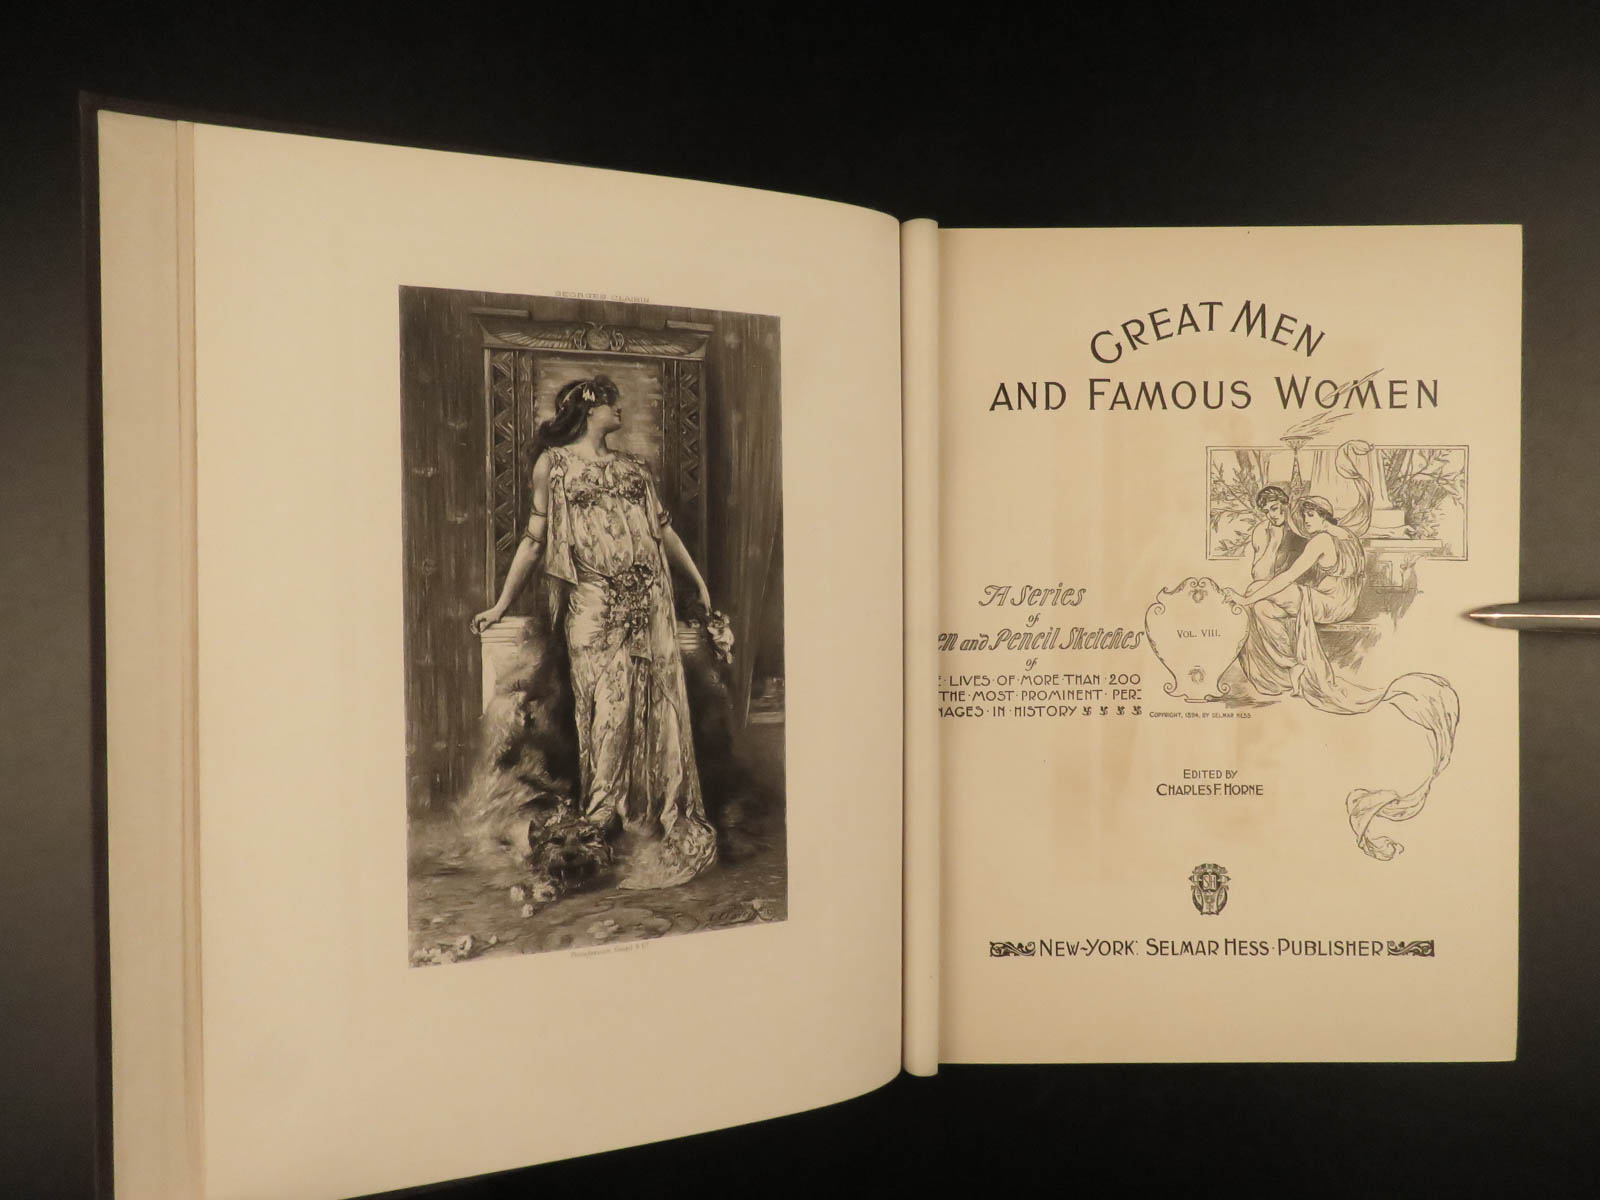 GEORGES CLAIRIN
GREAT MEN
AND FAMOUS WOMEN
A Series
of
en and Pencil Sketches
of
LIVES·OF·MORE·THAN·200
THE·MOST·PROMINENT·PER-
NAGES·IN·HISTORY
VOL. VIII.
COPYRIGHT, 1894, BY SELMAR HESS
EDITED BY
CHARLES F. HORNE
SH
NEW-YORK: SELMAR HESS·PUBLISHER